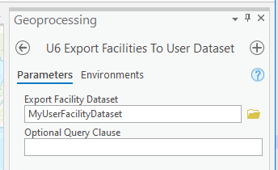 Geoprocessing
U6 Export Facilities To User Dataset
Parameters Environments
Export Facility Dataset
MyUserFacilityDataset
Optional Query Clause